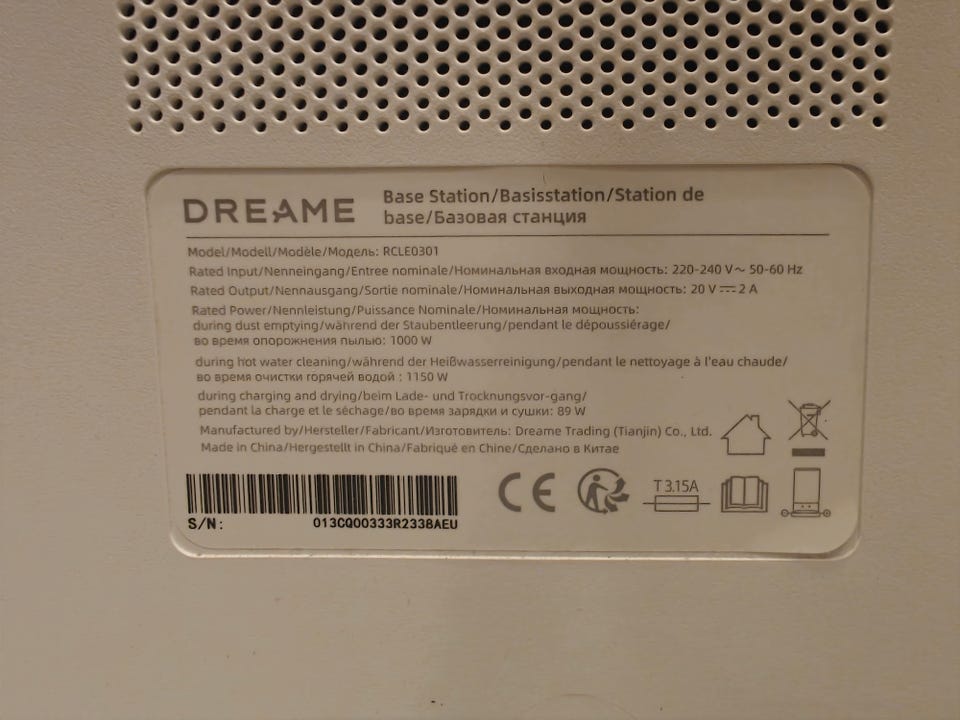 DREAME
Base Station/Basisstation/Station de
base/Базовая станция
Model/Modell/Modèle/Модель: RCLE0301
Rated Input/Nenneingang/Entree nominale/Номинальная входная мощность: 220-240 V~ 50-60 Hz
Rated Output/Nennausgang/Sortie nominale/Номинальная выходная мощность: 20 V⎓2 A
Rated Power/Nennleistung/Puissance Nominale/Номинальная мощность:
during dust emptying/während der Staubentleerung/pendant le dépoussiérage/
во время опорожнения пылью: 1000 W
during hot water cleaning/während der Heißwasserreinigung/pendant le nettoyage à l'eau chaude/
во время очистки горячей водой : 1150 W
during charging and drying/beim Lade- und Trocknungsvor-gang/
pendant la charge et le séchage/во время зарядки и сушки: 89 W
Manufactured by/Hersteller/Fabricant/Изготовитель: Dreame Trading (Tianjin) Co., Ltd.
Made in China/Hergestellt in China/Fabriqué en Chine/Сделано в Китае
CE
T 3.15A
S/N: 013CQ00333R2338AEU